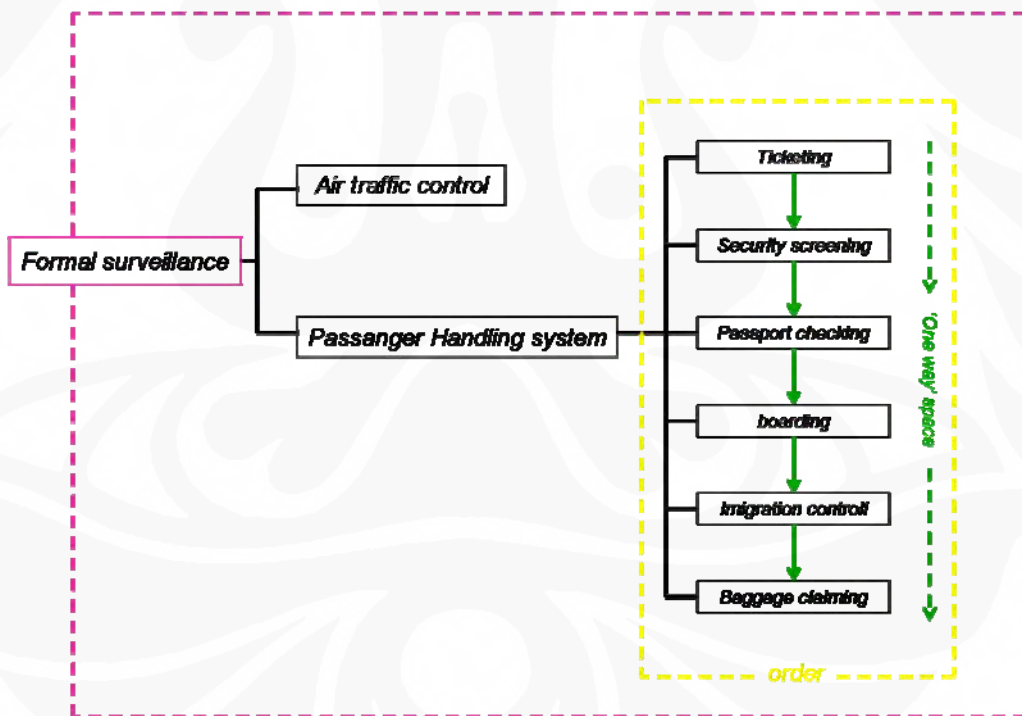 Formal surveillance
Air traffic control
Passanger Handling system
Ticketing
Security screening
Passport checking
boarding
Imigration controll
Baggage claiming
'One way' space
order